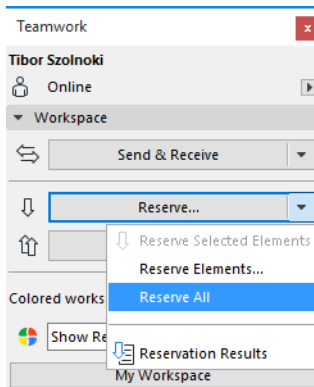 Teamwork
x
Tibor Szolnoki
Online
Workspace
Send & Receive
Reserve...
Reserve Selected Elements
Reserve Elements...
Colored works
Reserve All
Show Re
Reservation Results
My Workspace